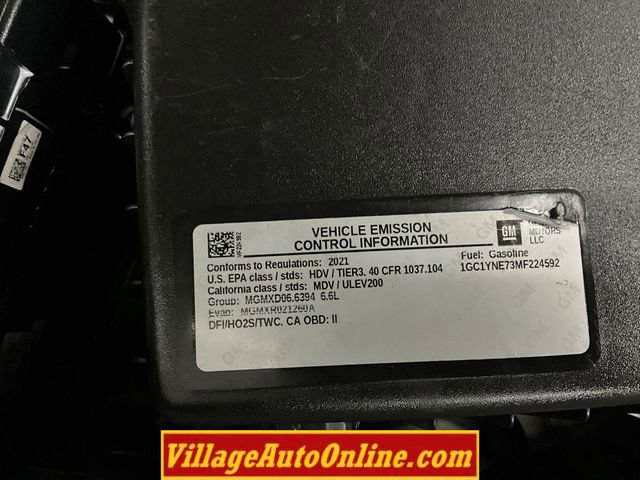 F47
VEHICLE EMISSION
CONTROL INFORMATION
GM
MOTORS
LLC
Conforms to Regulations: 2021
Fuel: Gasoline
U.S. EPA class / stds: HDV / TIER3, 40 CFR 1037.104
1GC1YNE73MF224592
California class / stds: MDV / ULEV200
Group: MGMXD06.6394 6.6L
Evap: MGMXR021260A
DFI/HO2S/TWC, CA OBD: II
VillageAutoOnline.com